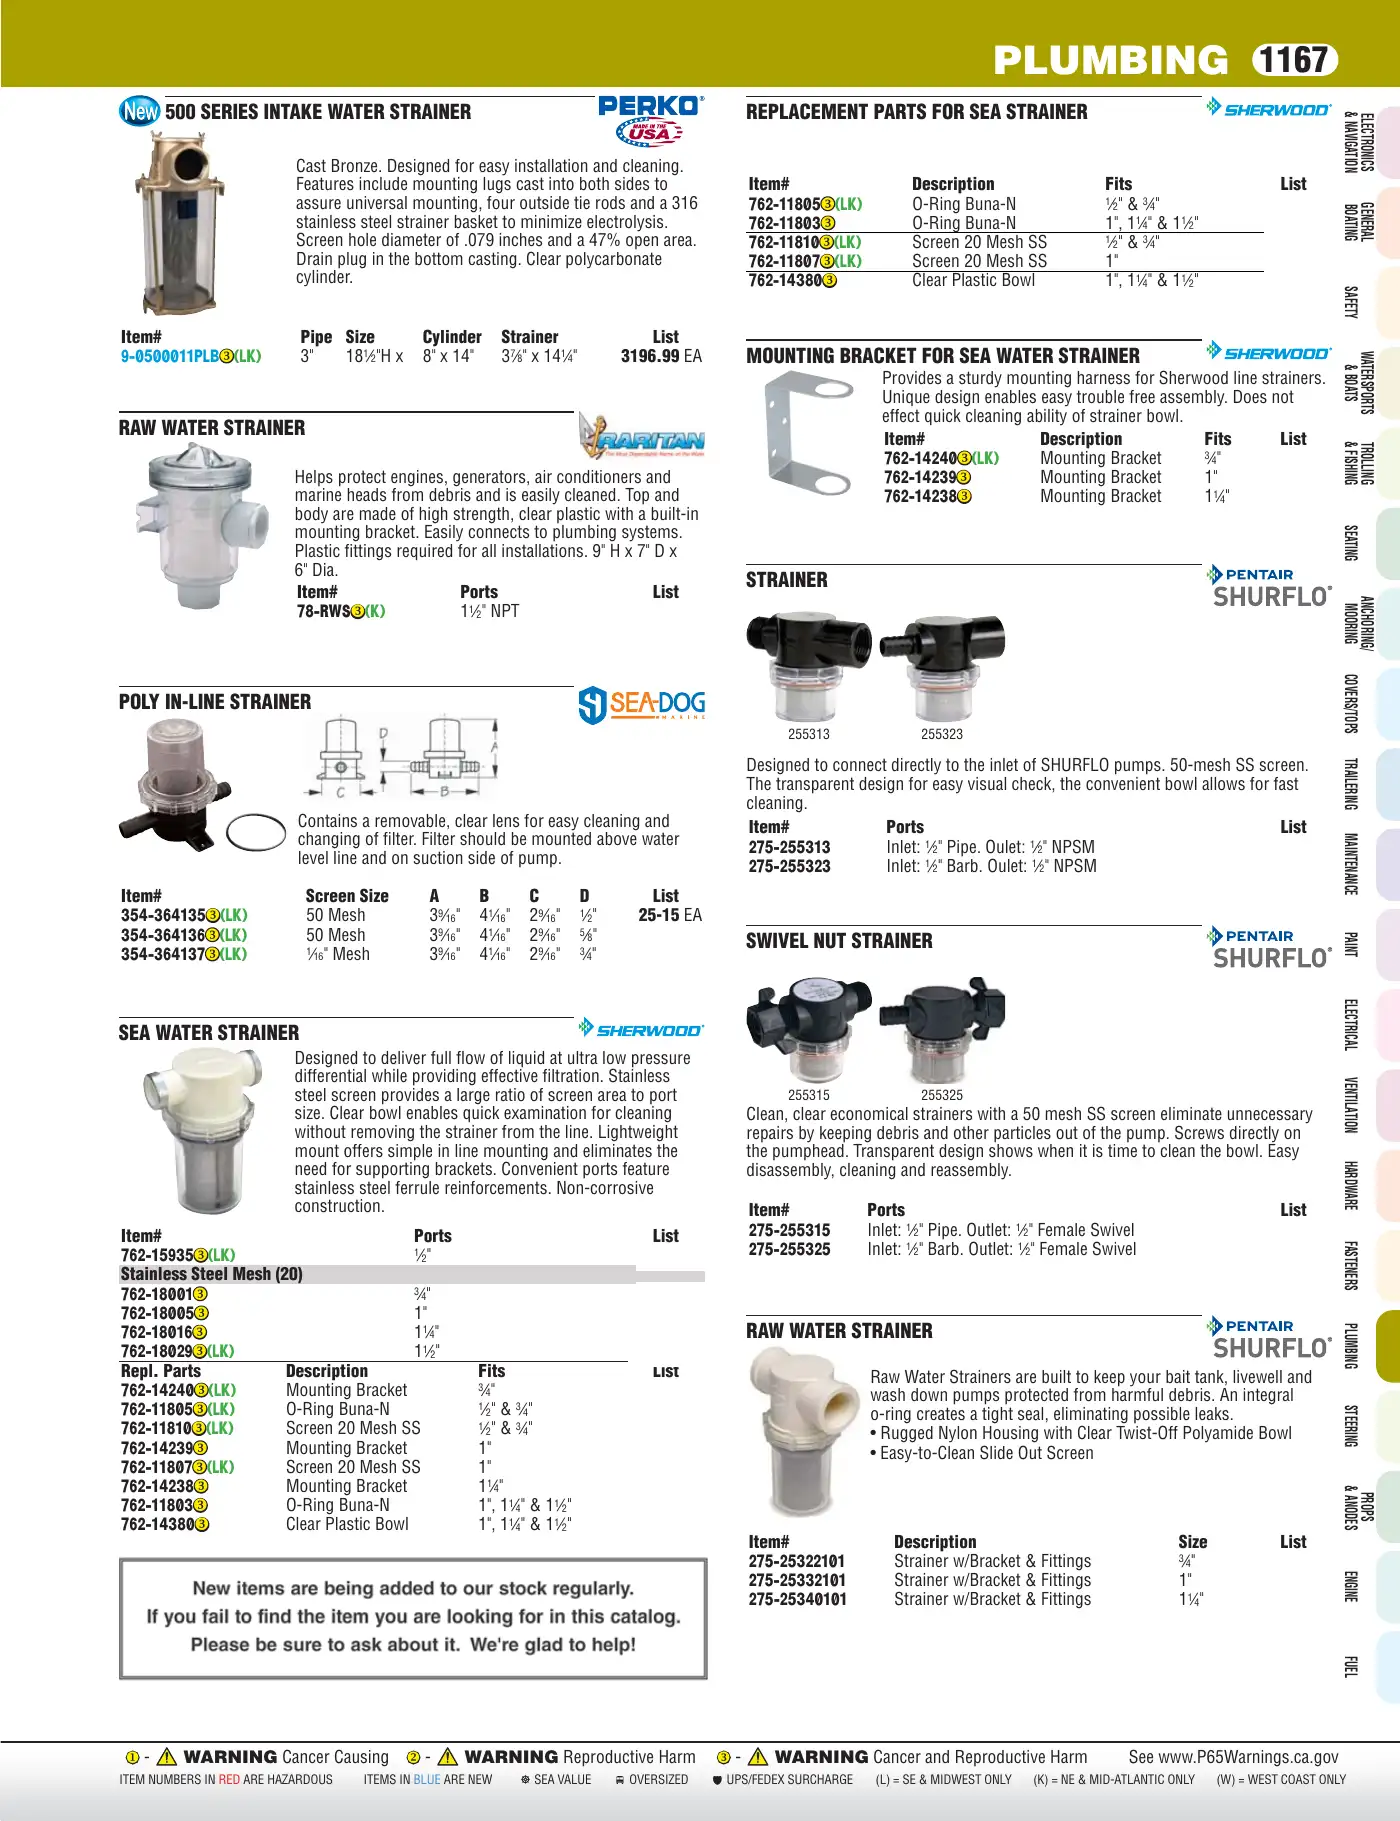 PLUMBING 1167
New 500 SERIES INTAKE WATER STRAINER
PERKO®
MADE IN THE USA
Cast Bronze. Designed for easy installation and cleaning.
Features include mounting lugs cast into both sides to
assure universal mounting, four outside tie rods and a 316
stainless steel strainer basket to minimize electrolysis.
Screen hole diameter of .079 inches and a 47% open area.
Drain plug in the bottom casting. Clear polycarbonate
cylinder.
Item# Pipe Size Cylinder Strainer List
9-0500011PLB③(LK) 3" 18½"H x 8" x 14" 3⅞" x 14¼" 3196.99 EA
RAW WATER STRAINER
RARITAN
Helps protect engines, generators, air conditioners and
marine heads from debris and is easily cleaned. Top and
body are made of high strength, clear plastic with a built-in
mounting bracket. Easily connects to plumbing systems.
Plastic fittings required for all installations. 9" H x 7" D x
6" Dia.
Item# Ports List
78-RWS③(K) 1½" NPT
POLY IN-LINE STRAINER
SEA-DOG
MARINE
D
A
C
B
Contains a removable, clear lens for easy cleaning and
changing of filter. Filter should be mounted above water
level line and on suction side of pump.
Item# Screen Size A B C D List
354-364135③(LK) 50 Mesh 3⁹⁄₁₆" 4¹⁄₁₆" 2⁹⁄₁₆" ½" 25-15 EA
354-364136③(LK) 50 Mesh 3⁹⁄₁₆" 4¹⁄₁₆" 2⁹⁄₁₆" ⅝"
354-364137③(LK) ¹⁄₁₆" Mesh 3⁹⁄₁₆" 4¹⁄₁₆" 2⁹⁄₁₆" ¾"
SEA WATER STRAINER
SHERWOOD®
Designed to deliver full flow of liquid at ultra low pressure
differential while providing effective filtration. Stainless
steel screen provides a large ratio of screen area to port
size. Clear bowl enables quick examination for cleaning
without removing the strainer from the line. Lightweight
mount offers simple in line mounting and eliminates the
need for supporting brackets. Convenient ports feature
stainless steel ferrule reinforcements. Non-corrosive
construction.
Item# Ports List
762-15935③(LK) ½"
Stainless Steel Mesh (20)
762-18001③ ¾"
762-18005③ 1"
762-18016③ 1¼"
762-18029③(LK) 1½"
Repl. Parts Description Fits List
762-14240③(LK) Mounting Bracket ¾"
762-11805③(LK) O-Ring Buna-N ½" & ¾"
762-11810③(LK) Screen 20 Mesh SS ½" & ¾"
762-14239③ Mounting Bracket 1"
762-11807③(LK) Screen 20 Mesh SS 1"
762-14238③ Mounting Bracket 1¼"
762-11803③ O-Ring Buna-N 1", 1¼" & 1½"
762-14380③ Clear Plastic Bowl 1", 1¼" & 1½"
New items are being added to our stock regularly.
If you fail to find the item you are looking for in this catalog.
Please be sure to ask about it. We're glad to help!
REPLACEMENT PARTS FOR SEA STRAINER
SHERWOOD®
Item# Description Fits List
762-11805③(LK) O-Ring Buna-N ½" & ¾"
762-11803③ O-Ring Buna-N 1", 1¼" & 1½"
762-11810③(LK) Screen 20 Mesh SS ½" & ¾"
762-11807③(LK) Screen 20 Mesh SS 1"
762-14380③ Clear Plastic Bowl 1", 1¼" & 1½"
MOUNTING BRACKET FOR SEA WATER STRAINER
SHERWOOD®
Provides a sturdy mounting harness for Sherwood line strainers.
Unique design enables easy trouble free assembly. Does not
effect quick cleaning ability of strainer bowl.
Item# Description Fits List
762-14240③(LK) Mounting Bracket ¾"
762-14239③ Mounting Bracket 1"
762-14238③ Mounting Bracket 1¼"
STRAINER
PENTAIR
SHURFLO®
255313 255323
Designed to connect directly to the inlet of SHURFLO pumps. 50-mesh SS screen.
The transparent design for easy visual check, the convenient bowl allows for fast
cleaning.
Item# Ports List
275-255313 Inlet: ½" Pipe. Oulet: ½" NPSM
275-255323 Inlet: ½" Barb. Oulet: ½" NPSM
SWIVEL NUT STRAINER
PENTAIR
SHURFLO®
255315 255325
Clean, clear economical strainers with a 50 mesh SS screen eliminate unnecessary
repairs by keeping debris and other particles out of the pump. Screws directly on
the pumphead. Transparent design shows when it is time to clean the bowl. Easy
disassembly, cleaning and reassembly.
Item# Ports List
275-255315 Inlet: ½" Pipe. Outlet: ½" Female Swivel
275-255325 Inlet: ½" Barb. Outlet: ½" Female Swivel
RAW WATER STRAINER
PENTAIR
SHURFLO®
Raw Water Strainers are built to keep your bait tank, livewell and
wash down pumps protected from harmful debris. An integral
o-ring creates a tight seal, eliminating possible leaks.
• Rugged Nylon Housing with Clear Twist-Off Polyamide Bowl
• Easy-to-Clean Slide Out Screen
Item# Description Size List
275-25322101 Strainer w/Bracket & Fittings ¾"
275-25332101 Strainer w/Bracket & Fittings 1"
275-25340101 Strainer w/Bracket & Fittings 1¼"
ELECTRONICS
& NAVIGATION
GENERAL
BOATING
SAFETY
WATERSPORTS
& BOATS
TROLLING
& FISHING
SEATING
ANCHORING/
MOORING
COVERS/TOPS
TRAILERING
MAINTENANCE
PAINT
ELECTRICAL
VENTILATION
HARDWARE
FASTENERS
PLUMBING
STEERING
PROPS
& ANODES
ENGINE
FUEL
① - ⚠ WARNING Cancer Causing ② - ⚠ WARNING Reproductive Harm ③ - ⚠ WARNING Cancer and Reproductive Harm See www.P65Warnings.ca.gov
ITEM NUMBERS IN RED ARE HAZARDOUS ITEMS IN BLUE ARE NEW SEA VALUE OVERSIZED UPS/FEDEX SURCHARGE (L) = SE & MIDWEST ONLY (K) = NE & MID-ATLANTIC ONLY (W) = WEST COAST ONLY